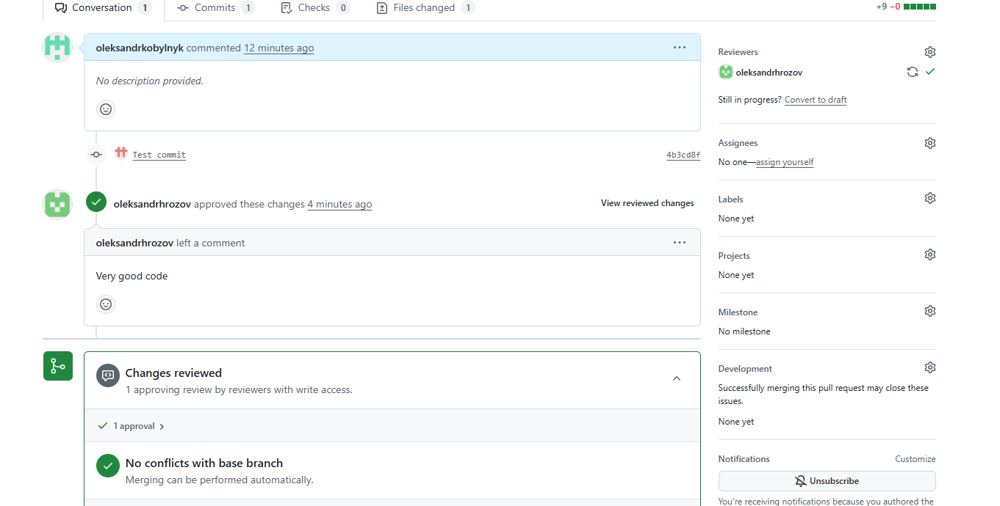 Conversation 1 Commits 1 Checks 0 Files changed 1 +9 −0
oleksandrkobylnyk commented 12 minutes ago
No description provided.
Test commit 4b3cd8f
oleksandrhrozov approved these changes 4 minutes ago View reviewed changes
oleksandrhrozov left a comment
Very good code
Changes reviewed
1 approving review by reviewers with write access.
1 approval
No conflicts with base branch
Merging can be performed automatically.
Reviewers
oleksandrhrozov
Still in progress? Convert to draft
Assignees
No one—assign yourself
Labels
None yet
Projects
None yet
Milestone
No milestone
Development
Successfully merging this pull request may close these
issues.
None yet
Notifications Customize
Unsubscribe
You're receiving notifications because you authored the